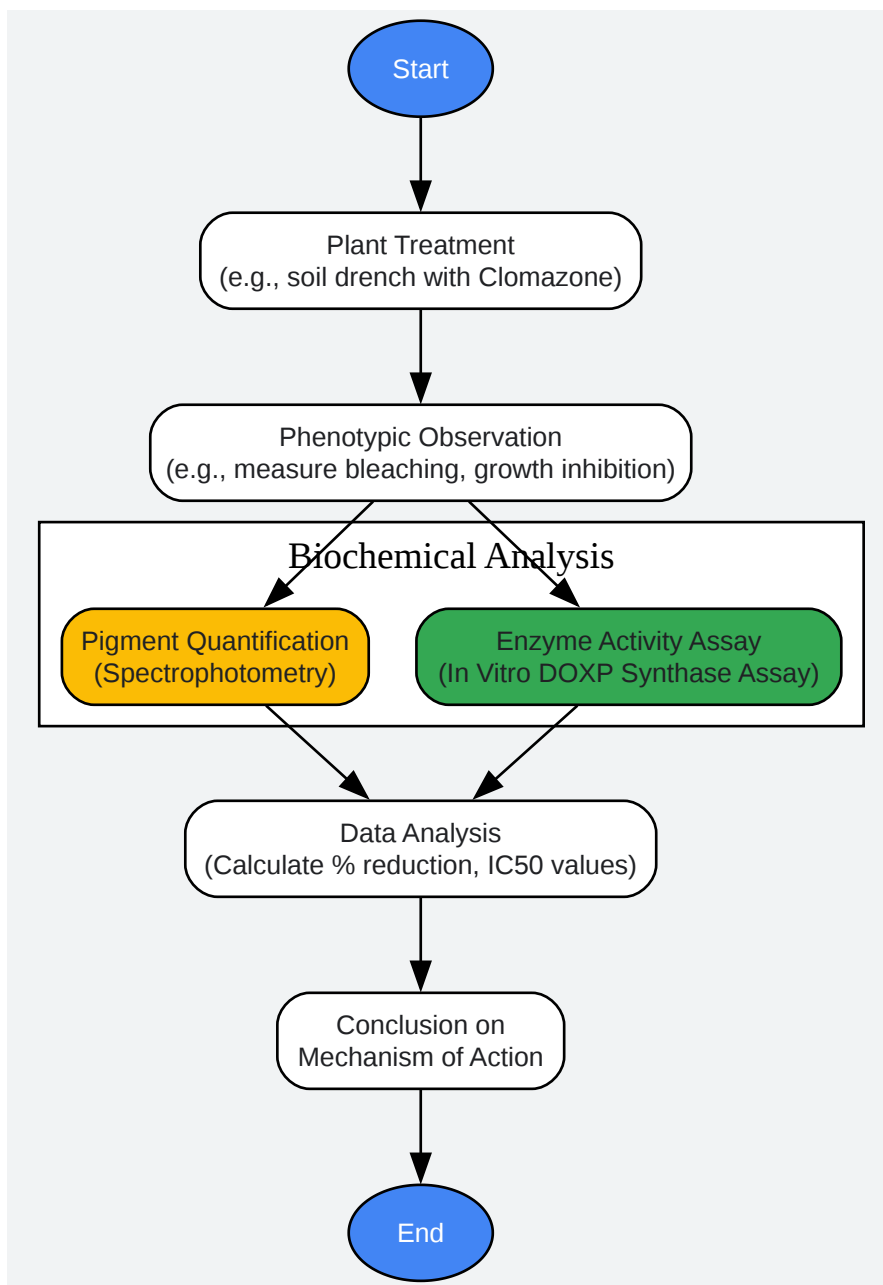 Start
Plant Treatment
(e.g., soil drench with Clomazone)
Phenotypic Observation
(e.g., measure bleaching, growth inhibition)
Biochemical Analysis
Pigment Quantification
(Spectrophotometry)
Enzyme Activity Assay
(In Vitro DOXP Synthase Assay)
Data Analysis
(Calculate % reduction, IC50 values)
Conclusion on
Mechanism of Action
End